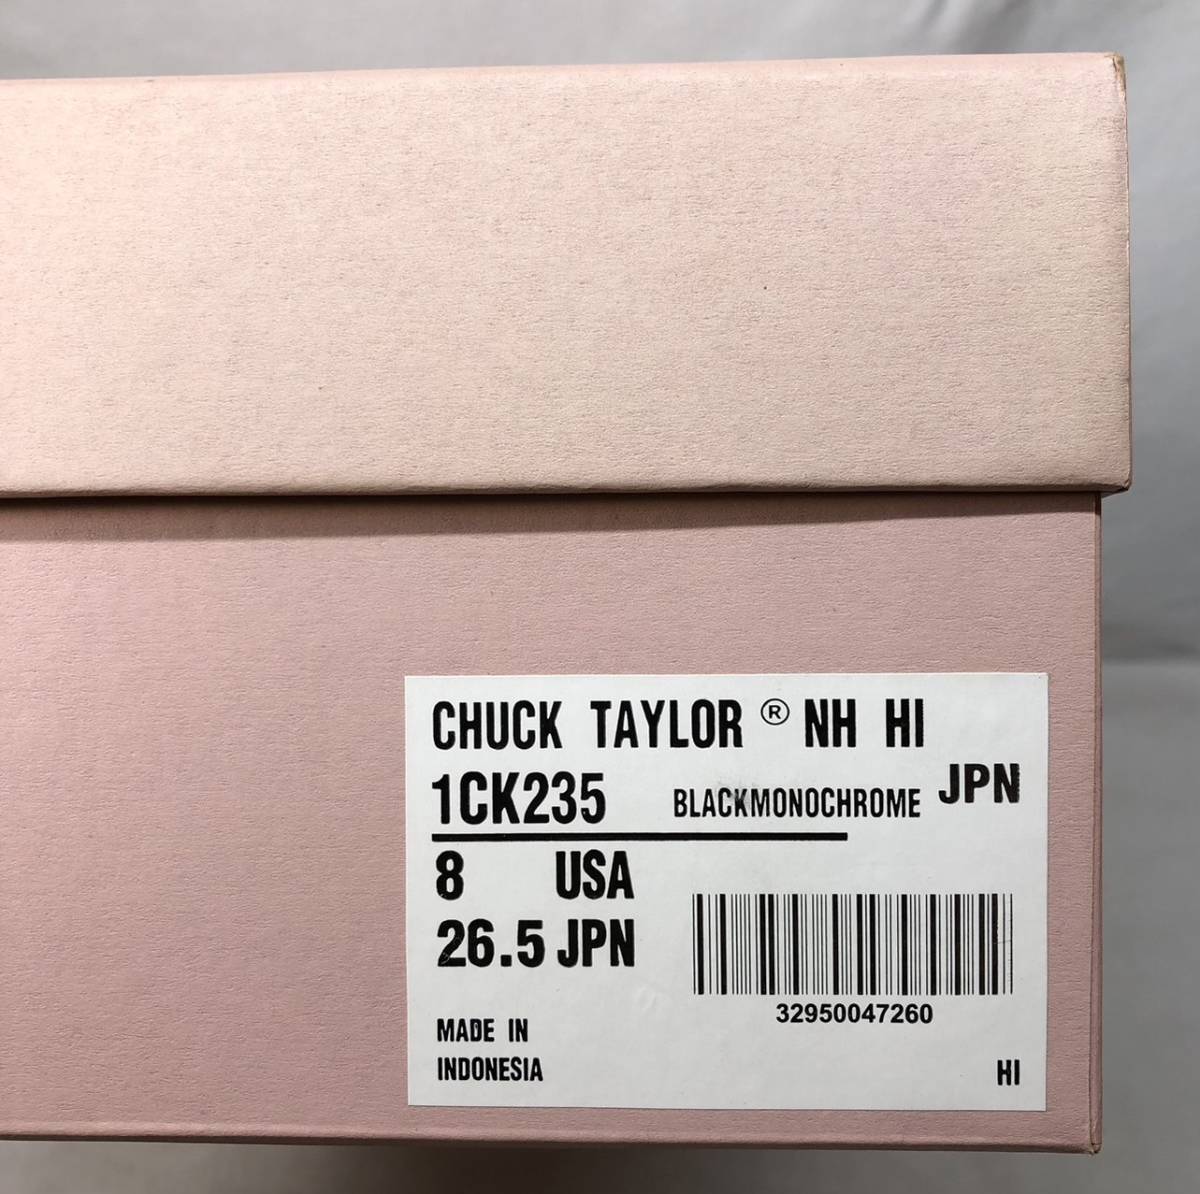 CHUCK TAYLOR ® NH HI
1CK235 BLACKMONOCHROME JPN
8 USA
26.5 JPN
32950047260
MADE IN
INDONESIA
HI